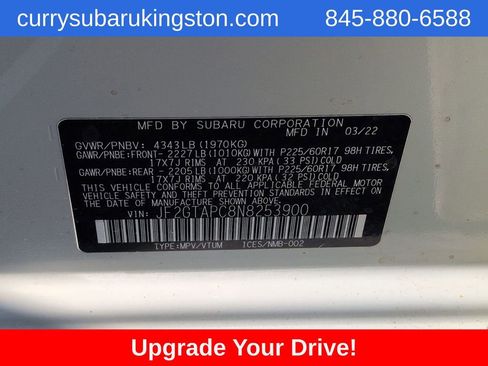 currysubarukingston.com 845-880-6588
MFD BY SUBARU CORPORATION
IN 03/22
GVWR/PNBV: 4343LB(1970KG)
GAWR/PNBE:FRONT-2227LB(1010KG)WITH P225/60R17 98H TIRES,
17X7J RIMS AT 230 KPA(33 PSI)COLD
GAWR/PNBE:REAR -2205LB(1000KG)WITH P225/60R17 98H TIRES,
17X7J RIMS AT 220 KPA(32 PSI)COLD
THIS VEHICLE CONFORMS TO ALL APPLICABLE FEDERAL MOTOR
VEHICLE SAFETY AND THEFT PREVENTION STANDARDS IN EFFECT
ON THE DATE OF MANUFACTURE SHOWN ABOVE.
VIN: JF2GTAPC8N8253900
TYPE:MPV/VTUM ICES/NMB-002
Upgrade Your Drive!